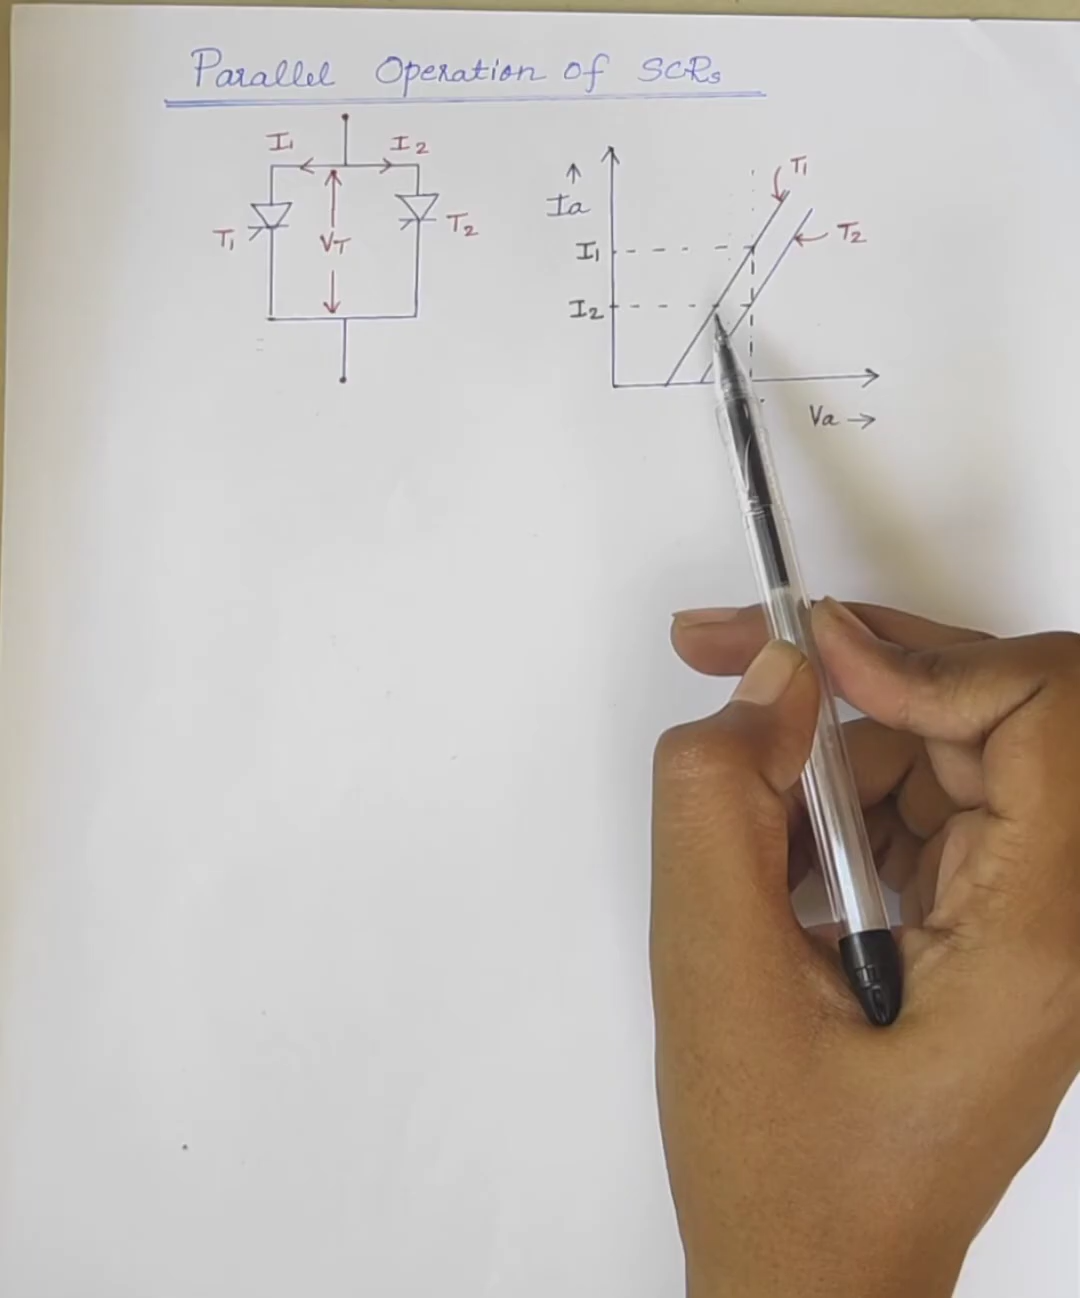 Parallel Operation of SCRs
I1 I2
T1 VT T2
Ia
I1
I2
T1
T2
Va